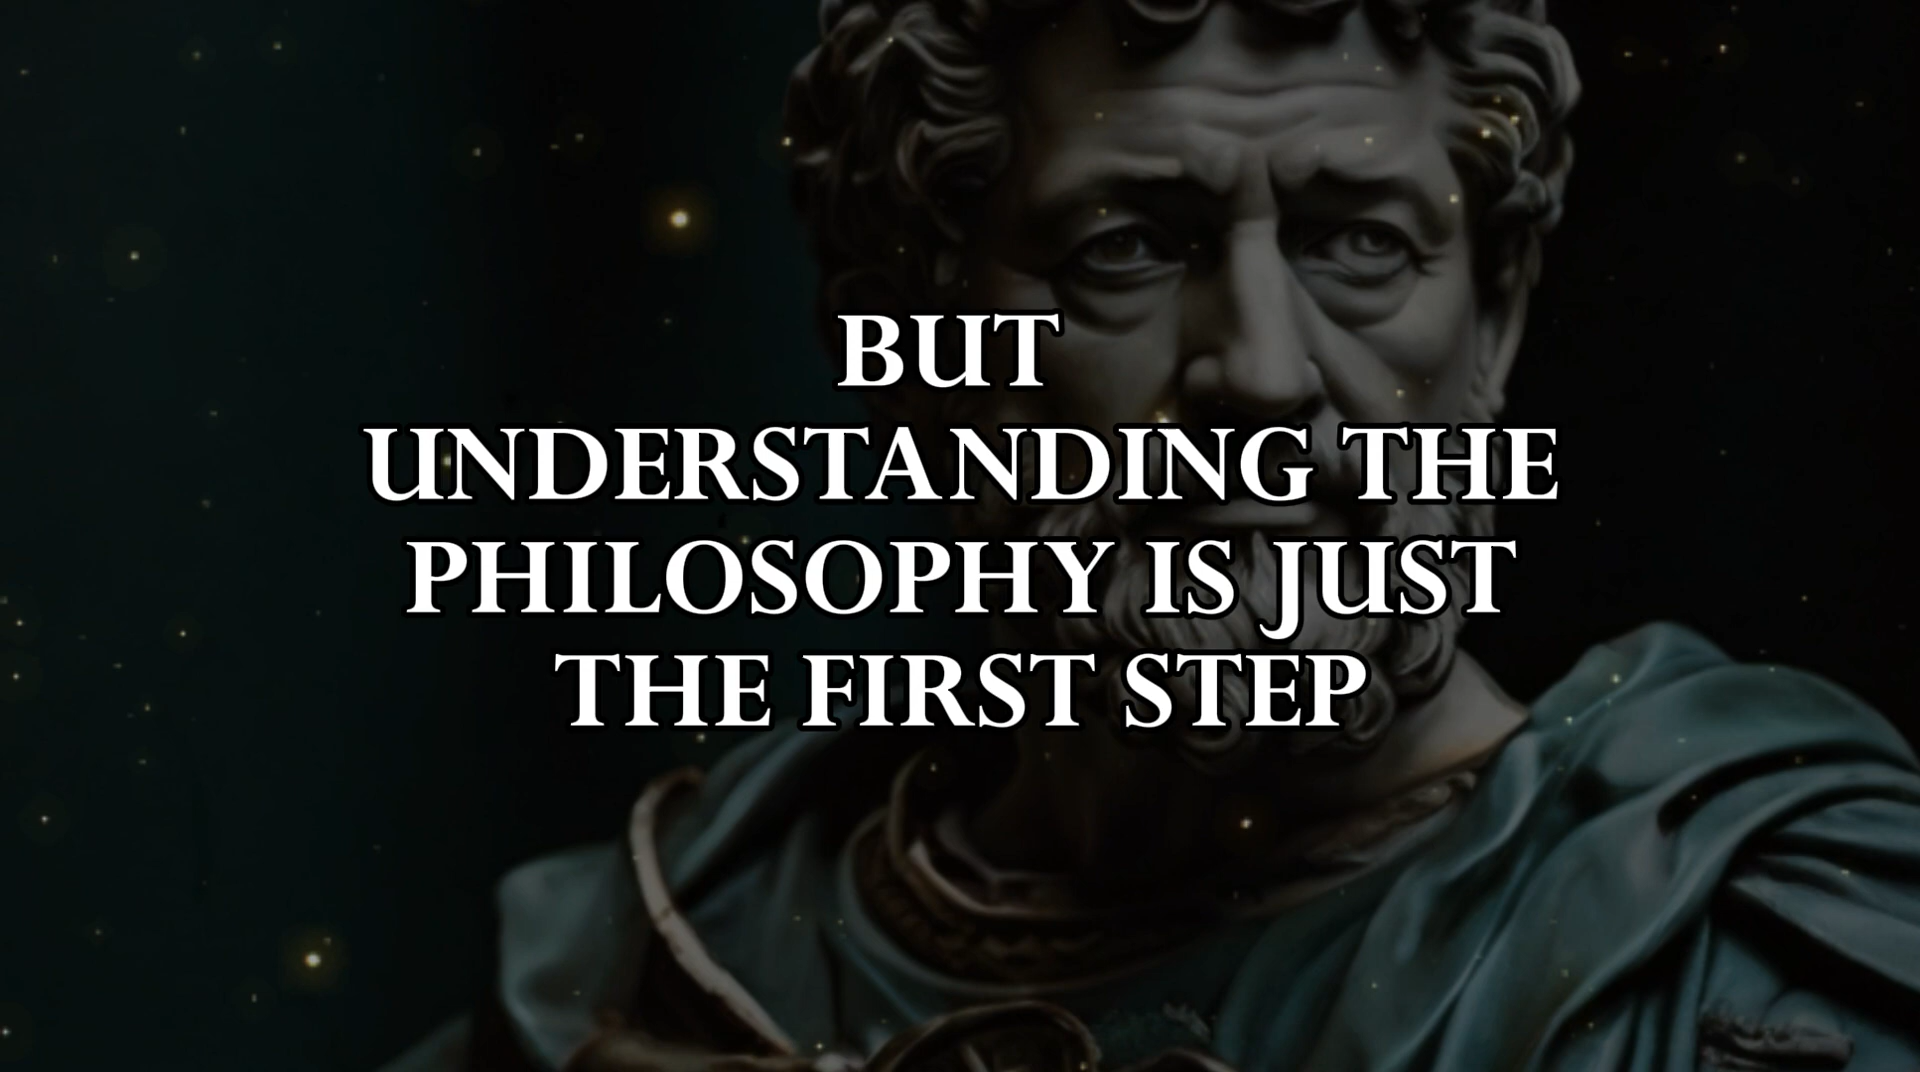 BUT
UNDERSTANDING THE
PHILOSOPHY IS JUST
THE FIRST STEP